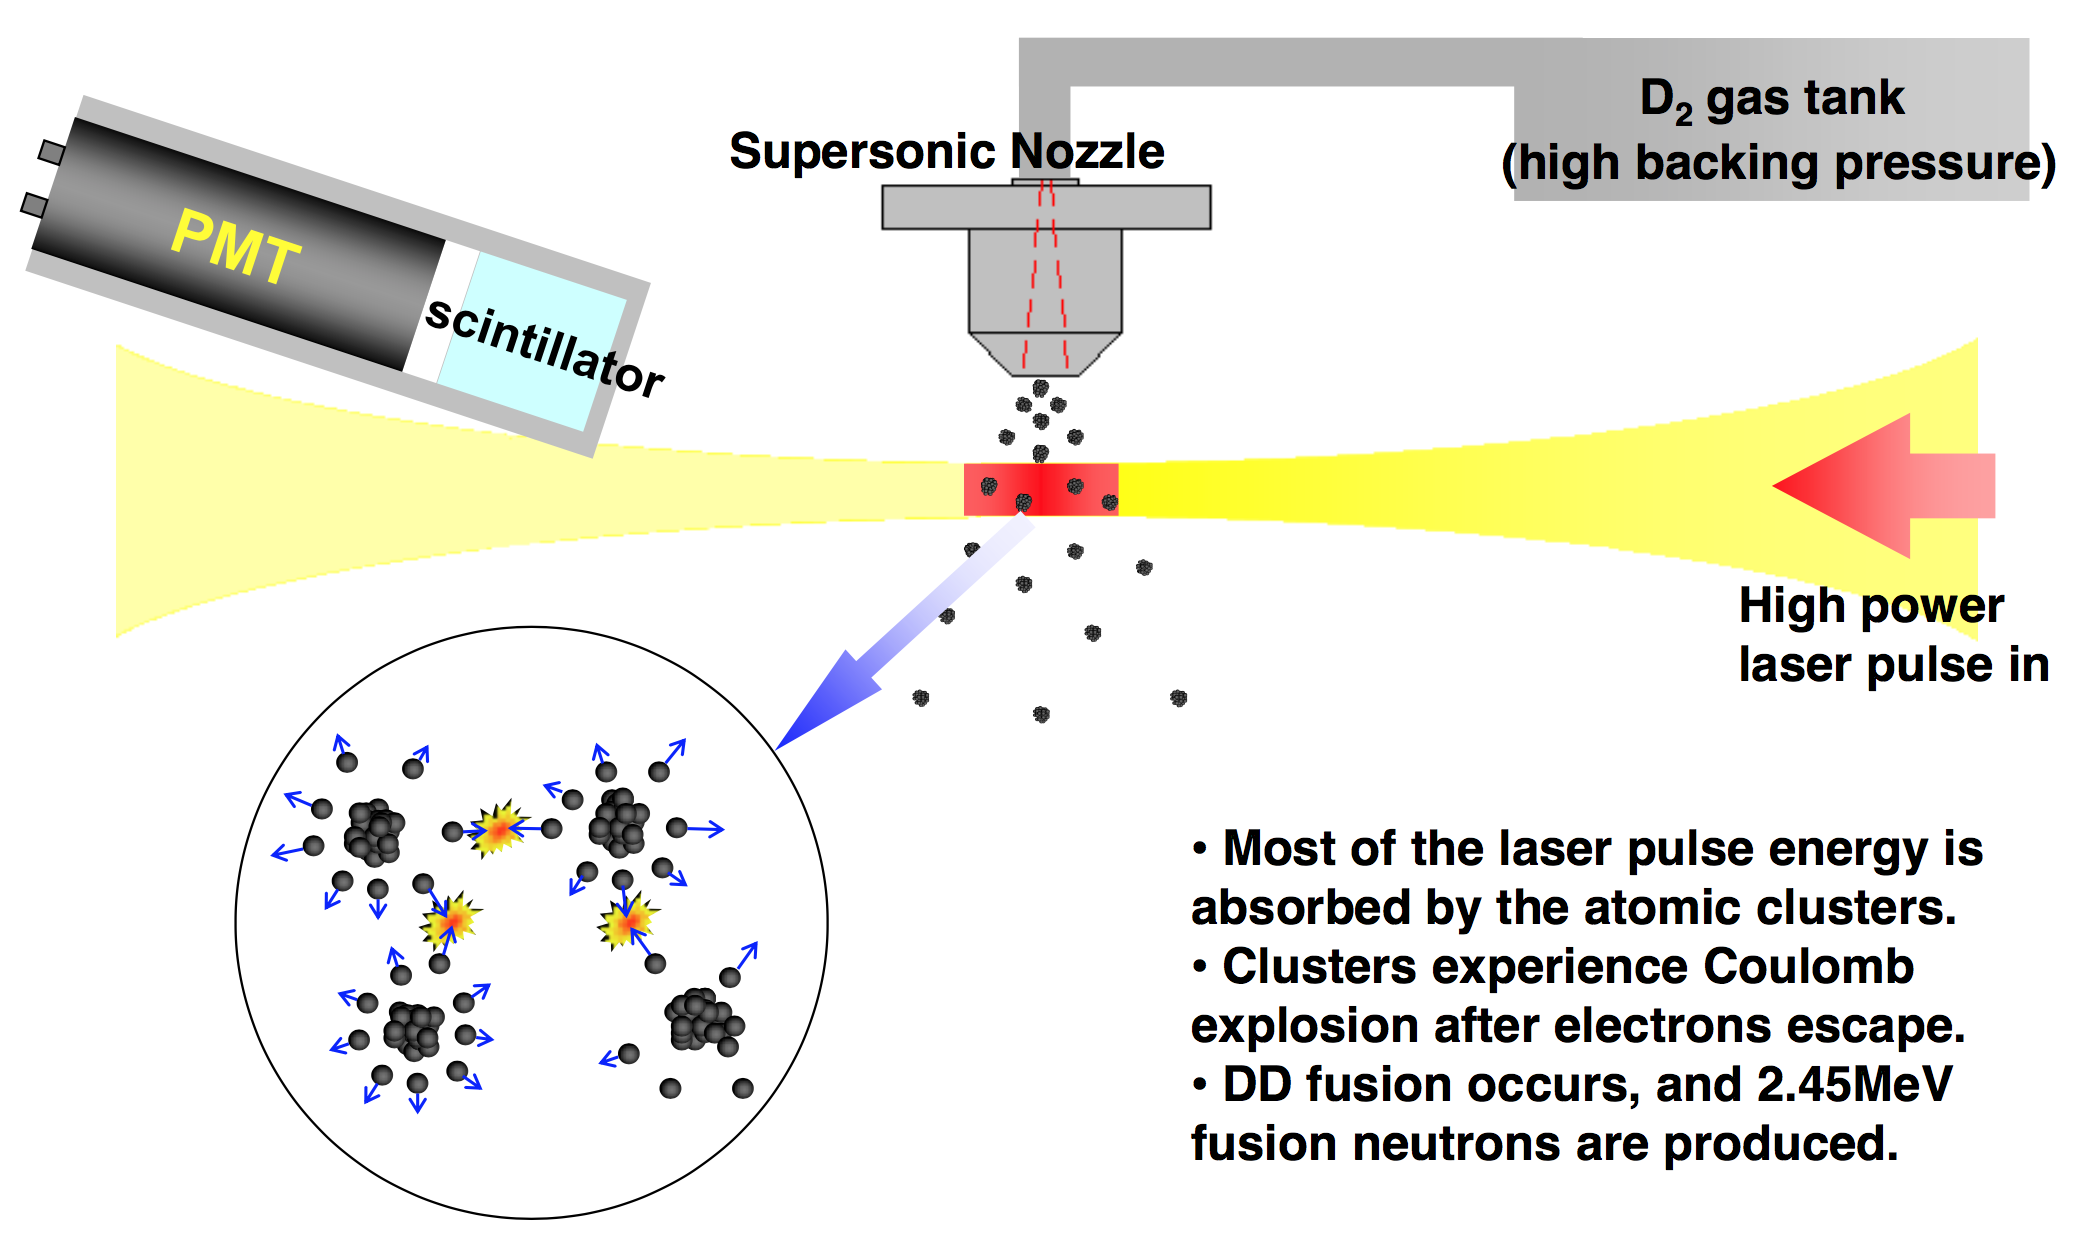 D₂ gas tank
(high backing pressure)
Supersonic Nozzle
PMT
scintillator
High power
laser pulse in
• Most of the laser pulse energy is
absorbed by the atomic clusters.
• Clusters experience Coulomb
explosion after electrons escape.
• DD fusion occurs, and 2.45MeV
fusion neutrons are produced.